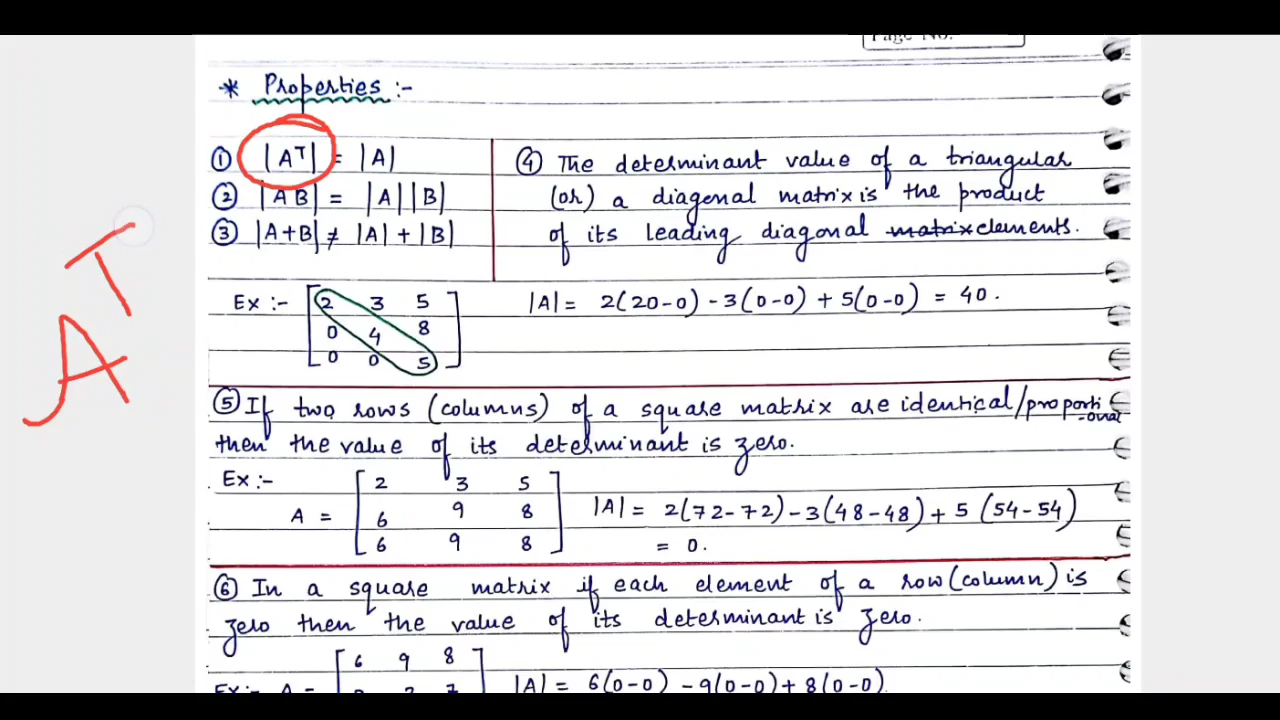 Page No.
* Properties :-
① |Aᵀ| = |A|
② |AB| = |A||B|
③ |A+B| ≠ |A| + |B|
④ The determinant value of a triangular
(or) a diagonal matrix is the product
of its leading diagonal matrix elements.
Ex :- [2 3 5
0 4 8
0 0 5]
|A| = 2(20-0) - 3(0-0) + 5(0-0) = 40.
Aᵀ
⑤ If two rows (columns) of a square matrix are identical/proporti
-onal
then the value of its determinant is zero.
Ex :-
A = [2 3 5
6 9 8
6 9 8]
|A| = 2(72-72) - 3(48-48) + 5 (54-54)
= 0.
⑥ In a square matrix if each element of a row(column) is
zero then the value of its determinant is zero.
Ex:- A = [6 9 8
|A| = 6(0-0) - 9(0-0) + 8(0-0)